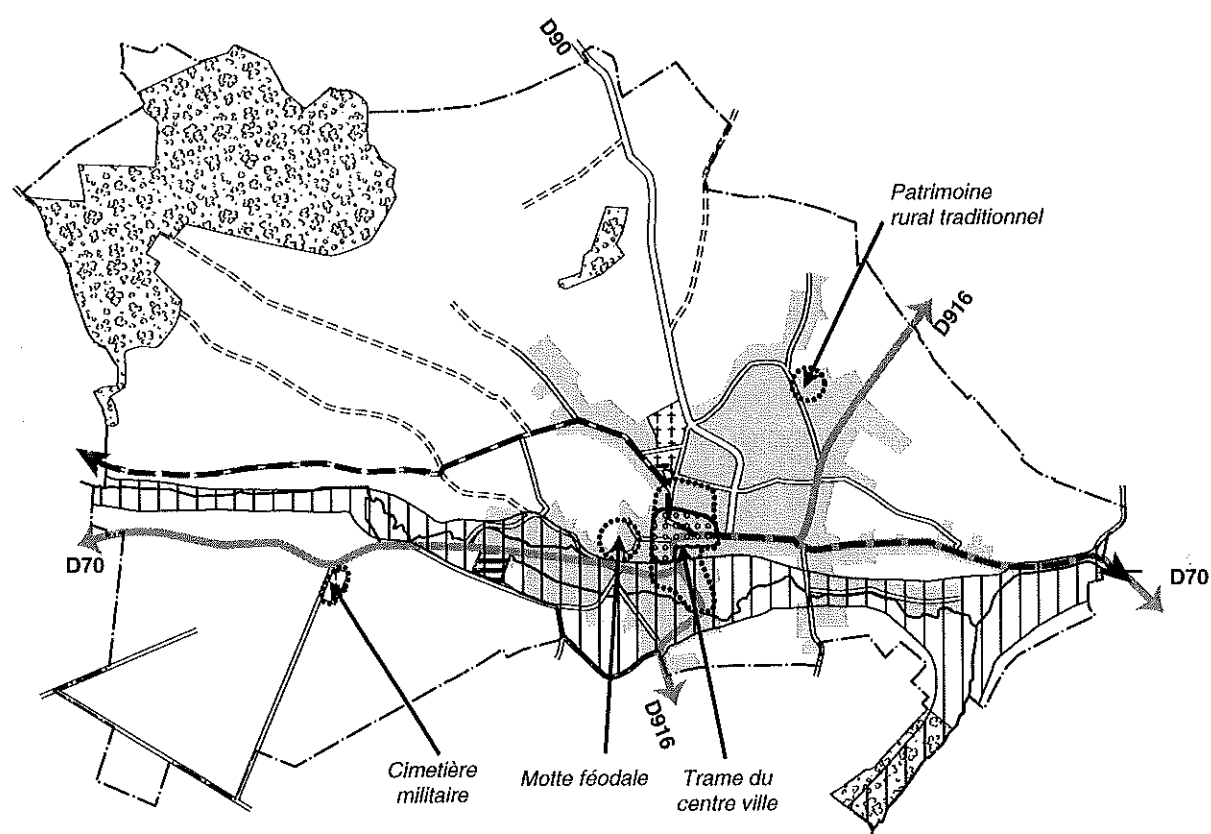 D90
Patrimoine
rural traditionnel
D916
D70
D70
D916
Cimetière
militaire
Motte féodale
Trame du
centre ville